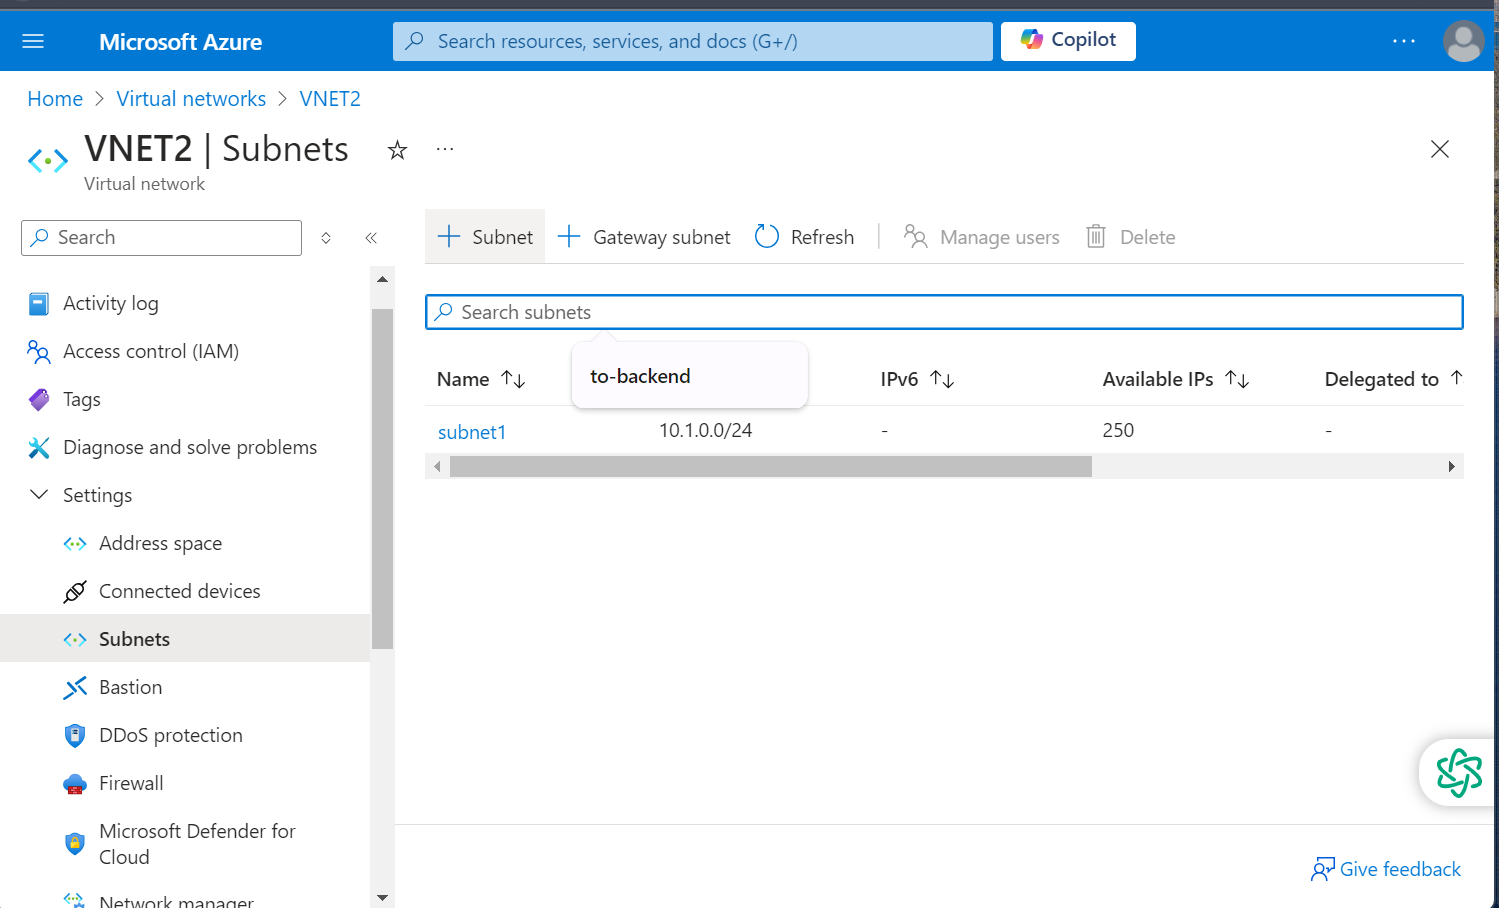 Microsoft Azure
Search resources, services, and docs (G+/)
Copilot
Home > Virtual networks > VNET2
VNET2 | Subnets
Virtual network
Search
Subnet
Gateway subnet
Refresh
Manage users
Delete
Activity log
Access control (IAM)
Tags
Diagnose and solve problems
Settings
Address space
Connected devices
Subnets
Bastion
DDoS protection
Firewall
Microsoft Defender for
Cloud
Network manager
Search subnets
to-backend
Name IPv6 Available IPs Delegated to
subnet1 10.1.0.0/24 - 250 -
Give feedback